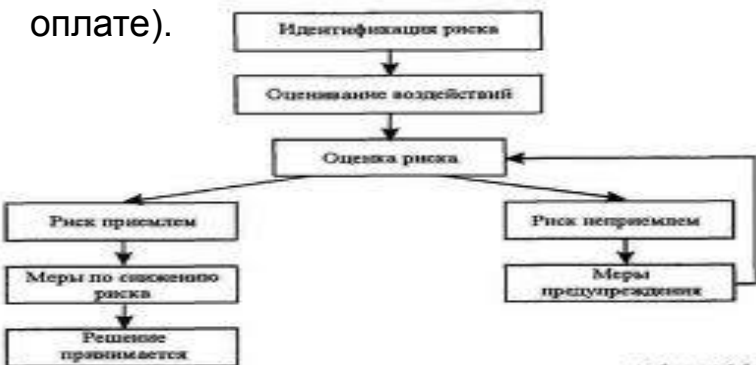 оплате).
Идентификация риска
Оценивание воздействий
Оценка риска
Риск приемлем
Риск неприемлем
Меры по снижению
риска
Меры
предупреждения
Решение
принимается